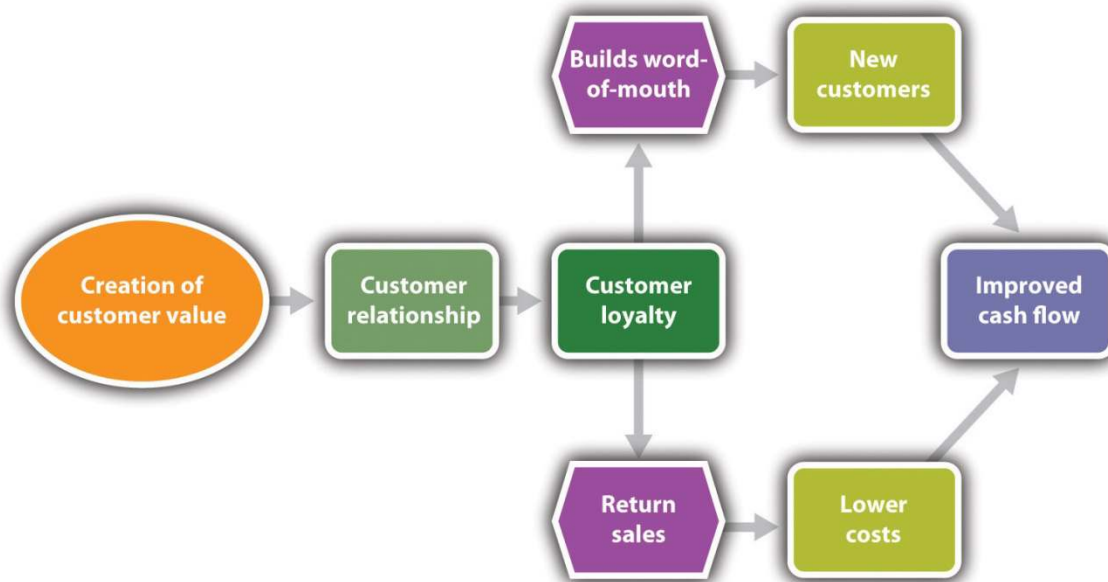 Builds word-
of-mouth
New
customers
Creation of
customer value
Customer
relationship
Customer
loyalty
Improved
cash flow
Return
sales
Lower
costs